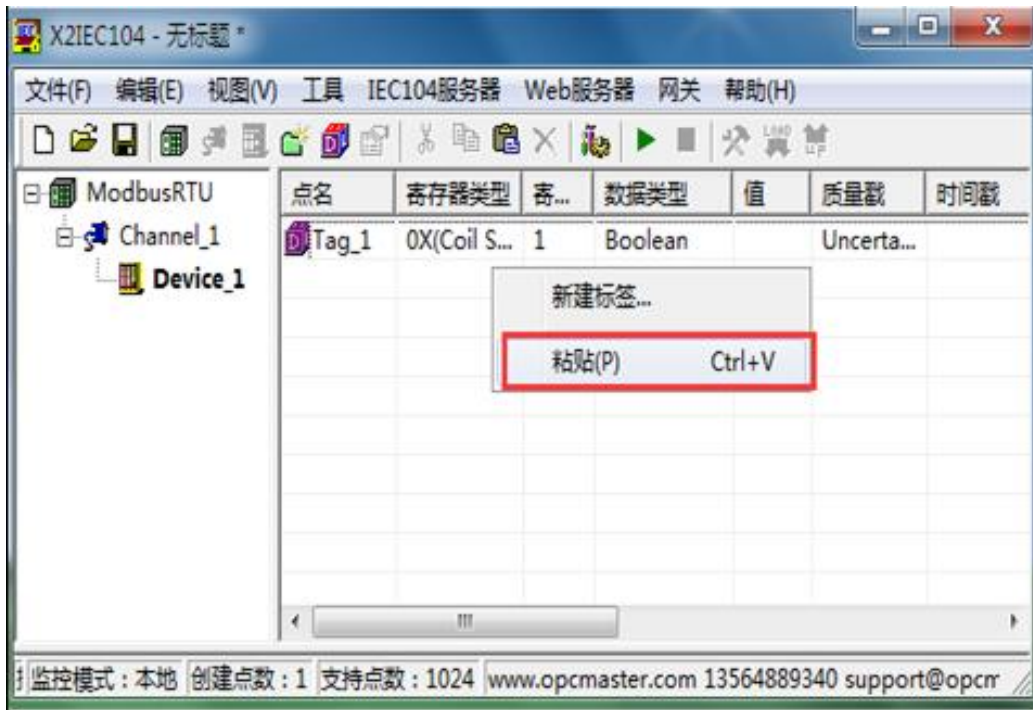 X2IEC104 - 无标题 *
文件(F) 编辑(E) 视图(V) 工具 IEC104服务器 Web服务器 网关 帮助(H)
ModbusRTU
Channel_1
Device_1
点名 寄存器类型 寄... 数据类型 值 质量戳 时间戳
Tag_1 0X(Coil S... 1 Boolean Uncerta...
新建标签...
粘贴(P) Ctrl+V
监控模式：本地 创建点数：1 支持点数：1024 www.opcmaster.com 13564889340 support@opcm